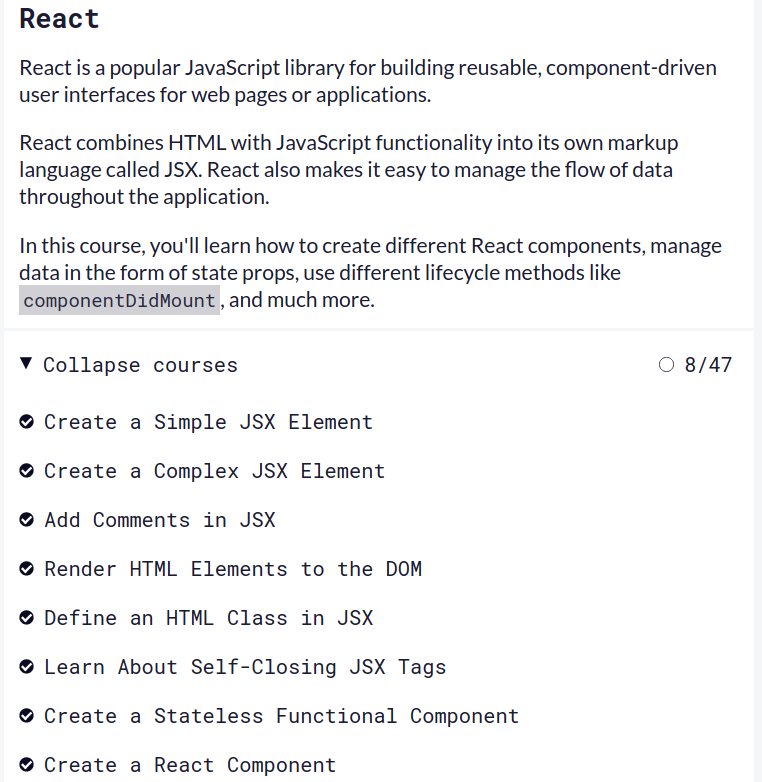 React
React is a popular JavaScript library for building reusable, component-driven
user interfaces for web pages or applications.
React combines HTML with JavaScript functionality into its own markup
language called JSX. React also makes it easy to manage the flow of data
throughout the application.
In this course, you'll learn how to create different React components, manage
data in the form of state props, use different lifecycle methods like
componentDidMount, and much more.
Collapse courses 8/47
Create a Simple JSX Element
Create a Complex JSX Element
Add Comments in JSX
Render HTML Elements to the DOM
Define an HTML Class in JSX
Learn About Self-Closing JSX Tags
Create a Stateless Functional Component
Create a React Component